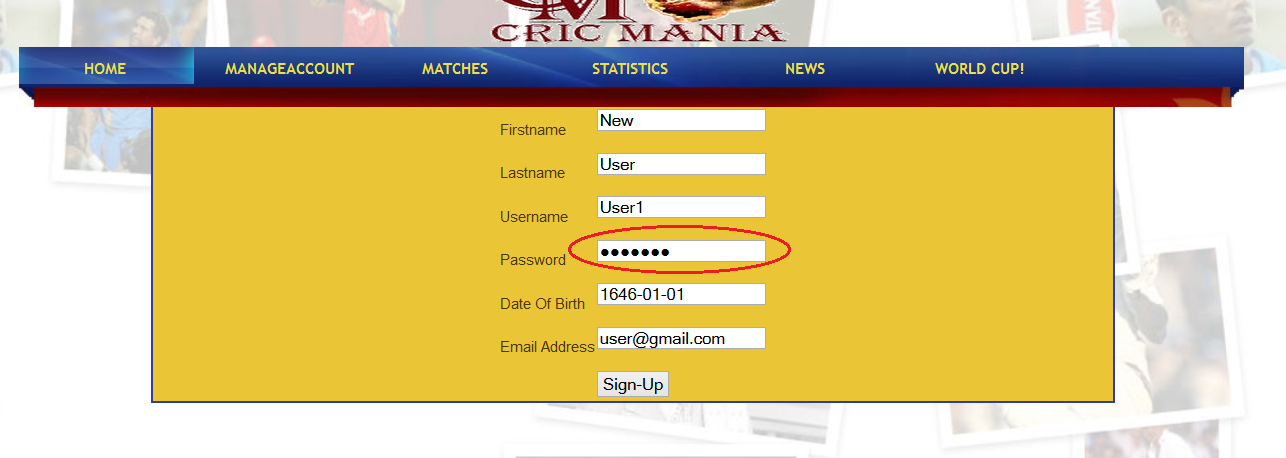 CRIC MANIA
HOME MANAGEACCOUNT MATCHES STATISTICS NEWS WORLD CUP!
Firstname New
Lastname User
Username User1
Password •••••••
Date Of Birth 1646-01-01
Email Address user@gmail.com
Sign-Up